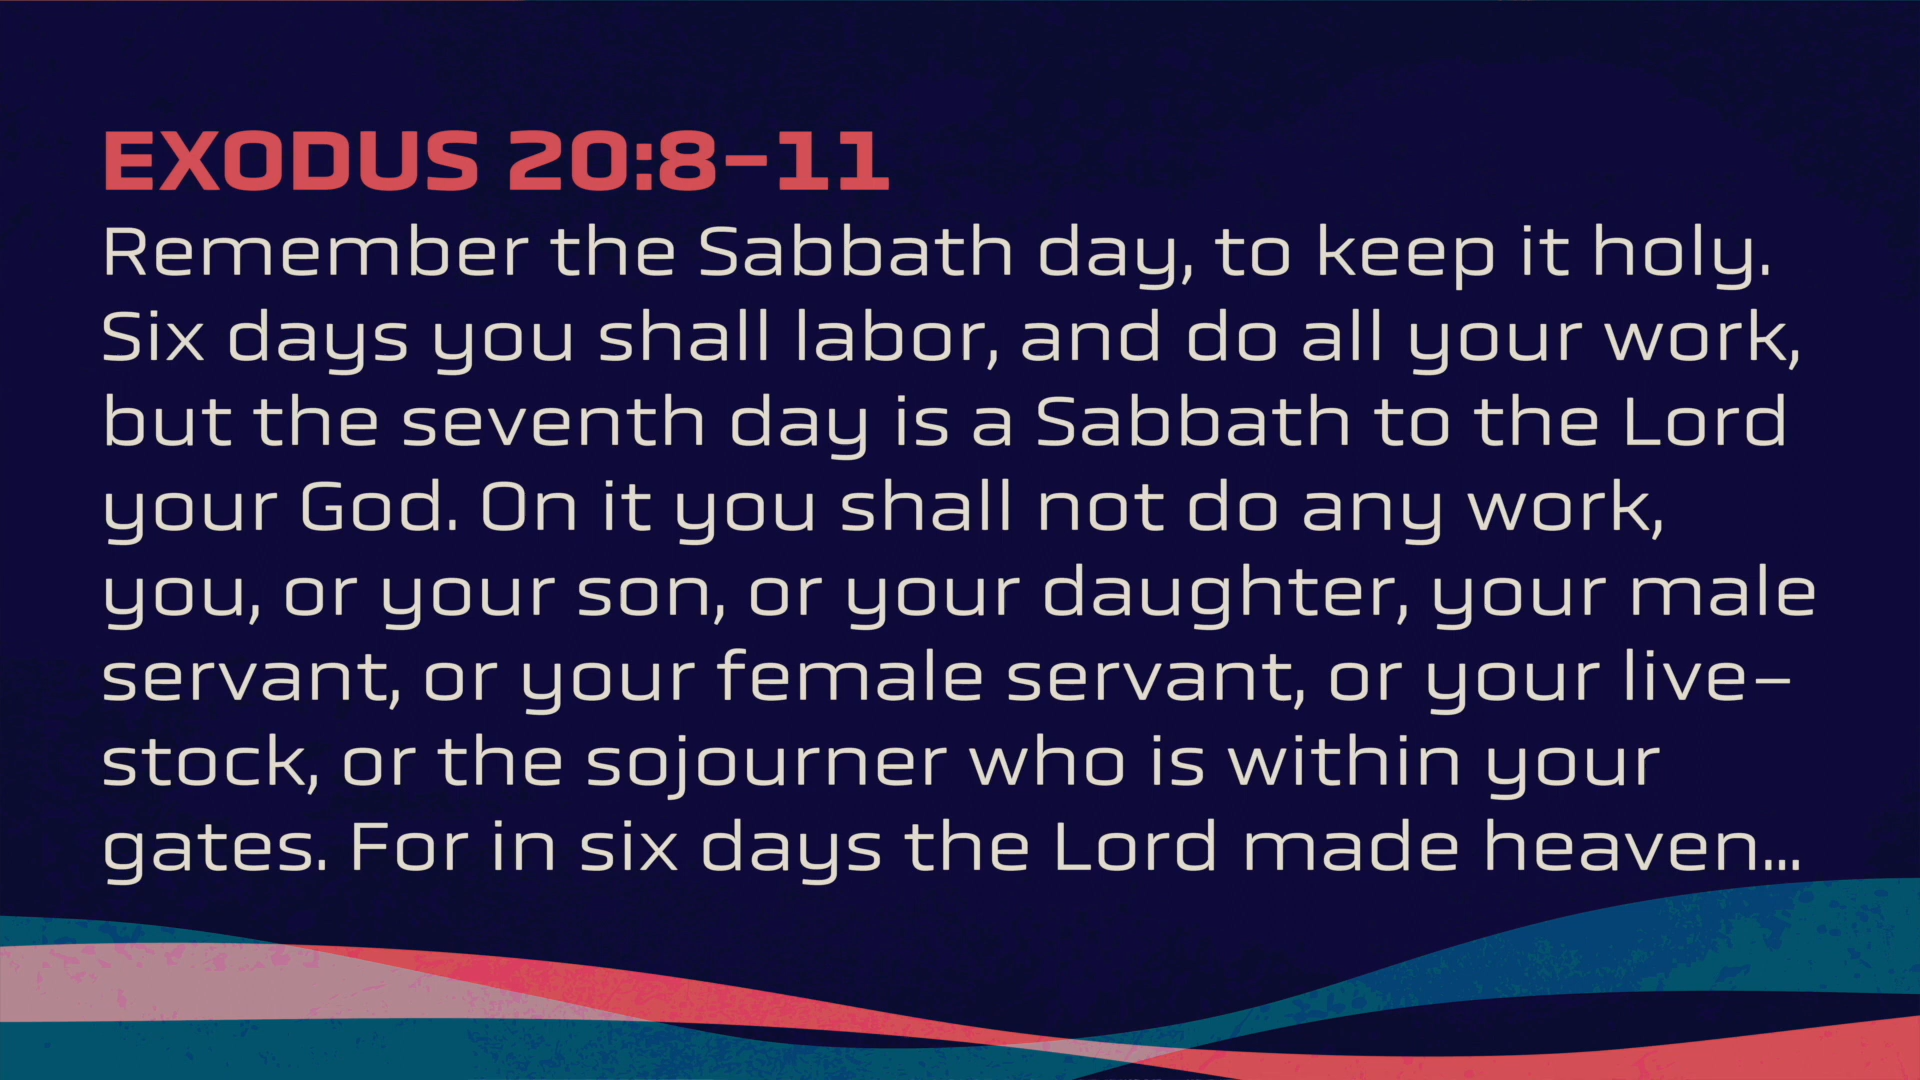 EXODUS 20:8–11
Remember the Sabbath day, to keep it holy.
Six days you shall labor, and do all your work,
but the seventh day is a Sabbath to the Lord
your God. On it you shall not do any work,
you, or your son, or your daughter, your male
servant, or your female servant, or your live–
stock, or the sojourner who is within your
gates. For in six days the Lord made heaven...